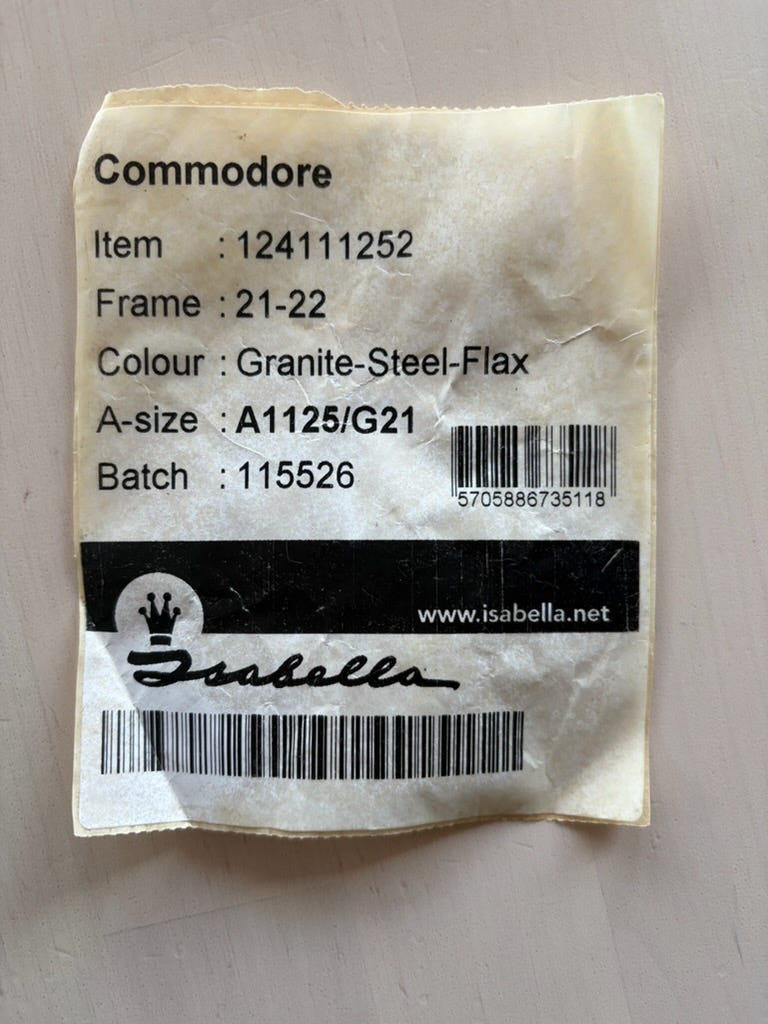 Commodore
Item : 124111252
Frame : 21-22
Colour : Granite-Steel-Flax
A-size : A1125/G21
Batch : 115526
5705886735118
www.isabella.net
Isabella